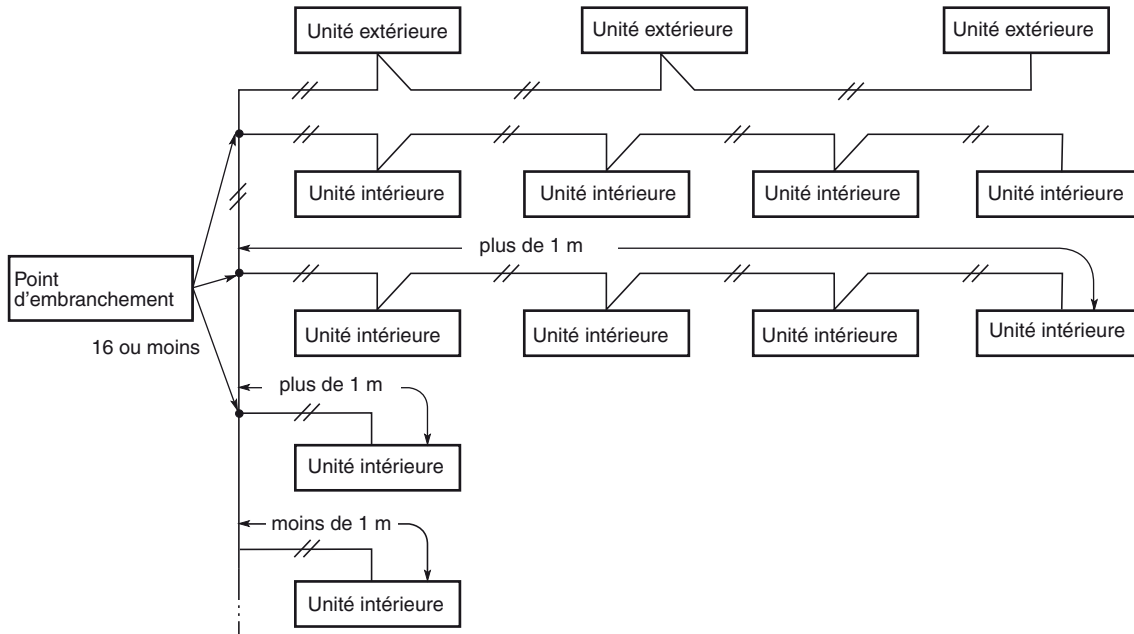 Unité extérieure
Unité extérieure
Unité extérieure
Unité intérieure
Unité intérieure
Unité intérieure
Unité intérieure
plus de 1 m
Point
d'embranchement
16 ou moins
Unité intérieure
Unité intérieure
Unité intérieure
Unité intérieure
plus de 1 m
Unité intérieure
moins de 1 m
Unité intérieure